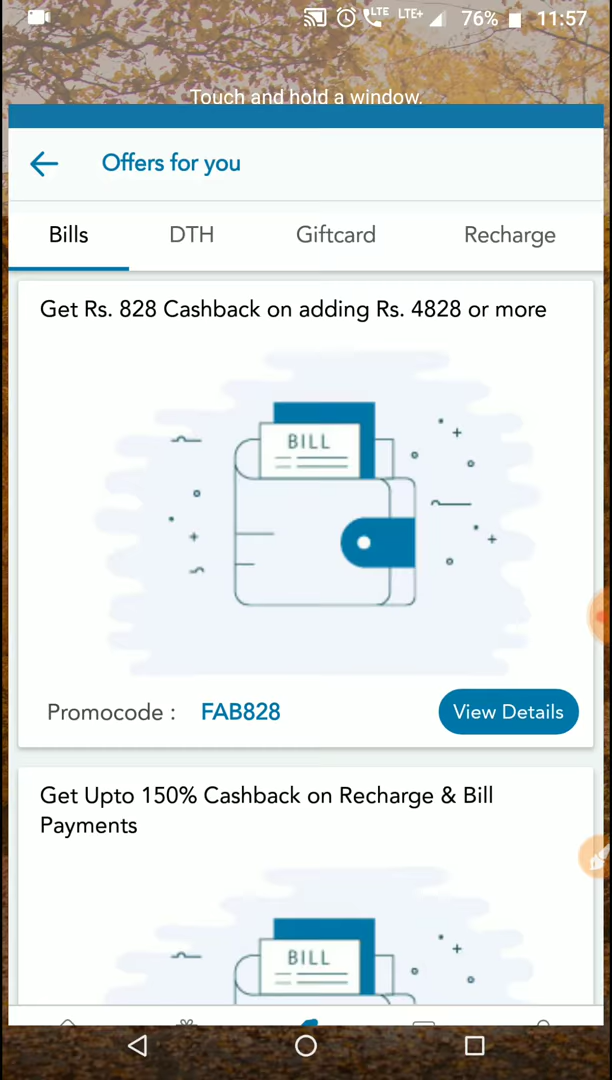 LTE LTE+ 76% 11:57
Touch and hold a window.
Offers for you
Bills DTH Giftcard Recharge
Get Rs. 828 Cashback on adding Rs. 4828 or more
BILL
Promocode : FAB828 View Details
Get Upto 150% Cashback on Recharge & Bill
Payments
BILL